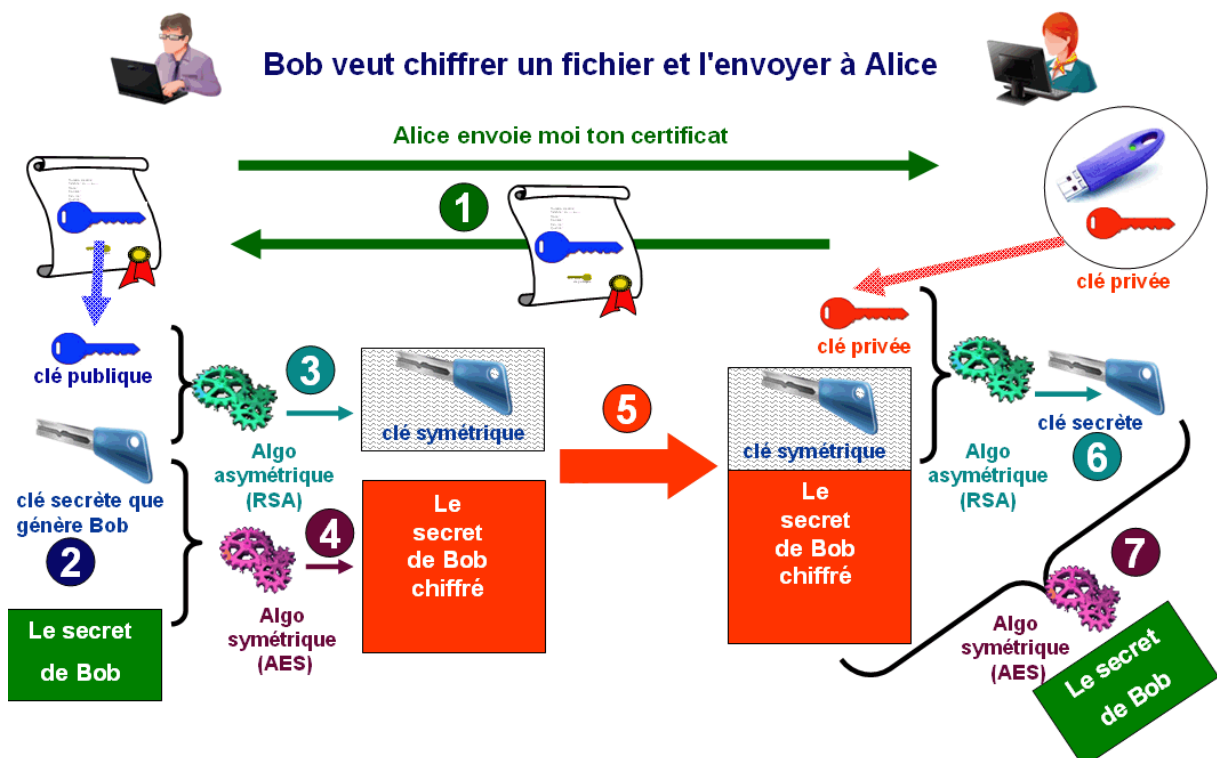 Bob veut chiffrer un fichier et l'envoyer à Alice
Alice envoie moi ton certificat
1
clé privée
clé publique
3
clé symétrique
Algo
asymétrique
(RSA)
clé secrète que
génère Bob
2
4
Le
secret
de Bob
chiffré
Algo
symétrique
(AES)
Le secret
de Bob
5
clé privée
clé symétrique
Le
secret
de Bob
chiffré
Algo
asymétrique
(RSA)
clé secrète
6
7
Algo
symétrique
(AES)
Le secret
de Bob